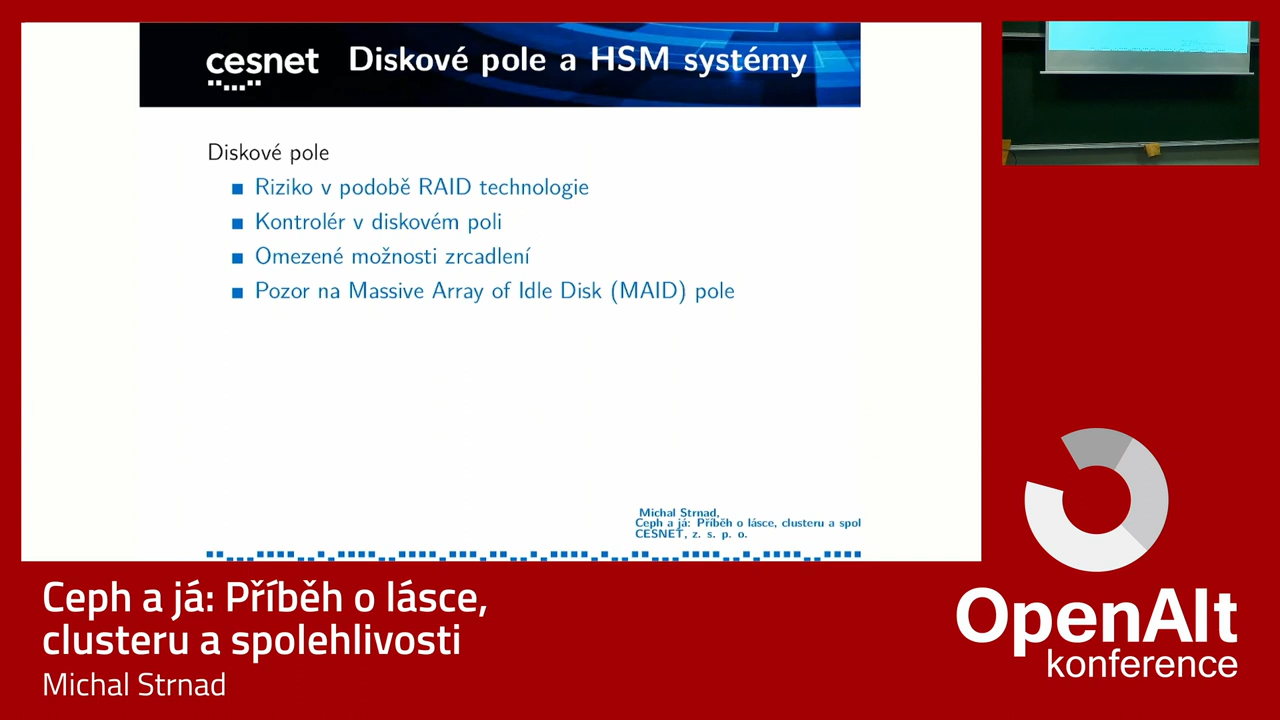 cesnet
Diskové pole a HSM systémy
Diskové pole
Riziko v podobě RAID technologie
Kontrolér v diskovém poli
Omezené možnosti zrcadlení
Pozor na Massive Array of Idle Disk (MAID) pole
Michal Strnad,
Ceph a já: Příběh o lásce, clusteru a spol
CESNET, z. s. p. o.
Ceph a já: Příběh o lásce,
clusteru a spolehlivosti
Michal Strnad
OpenAlt
konference